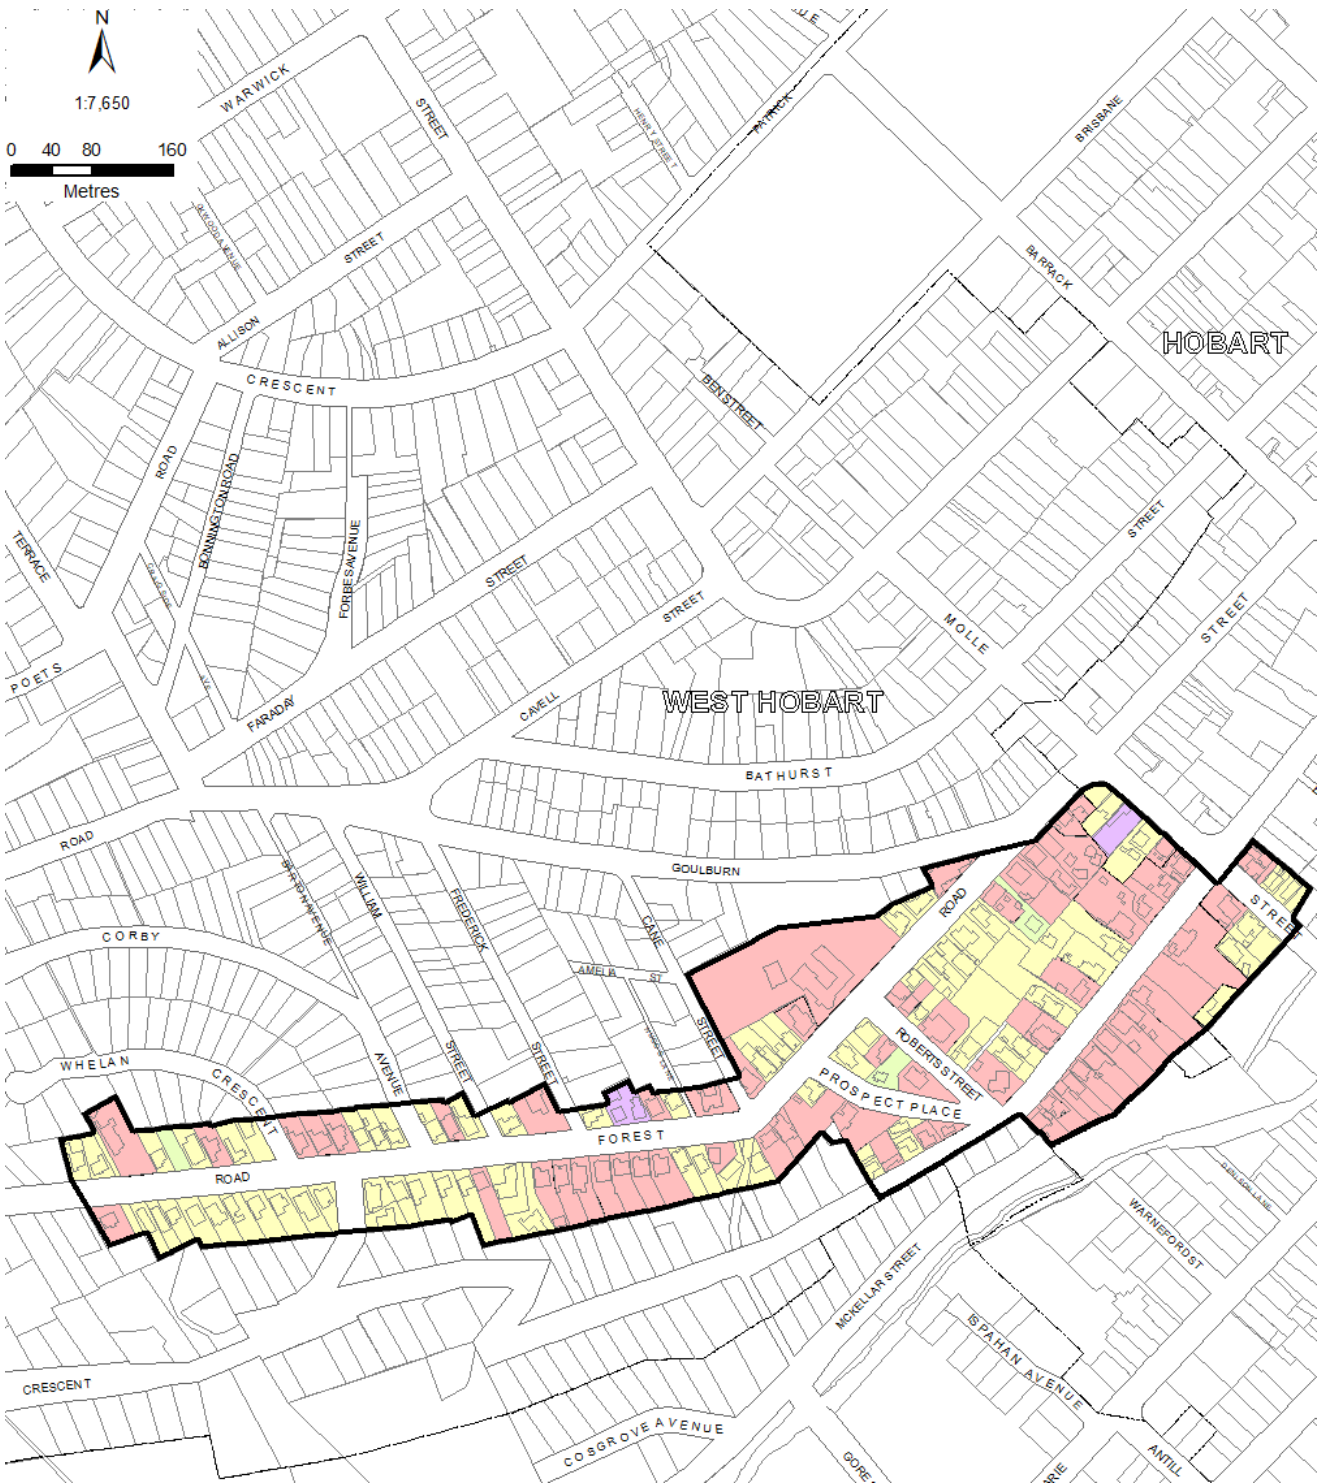 N
1:7,650
0 40 80 160
Metres
WARWICK
STREET
HENRY STREET
PATRICK
BRISBANE
STREET
ALLISON
CRESCENT
BARRACK
HOBART
BEN STREET
ROAD
BONNINGTON ROAD
FORBES AVENUE
TERRACE
CRAIGSIDE
STREET
STREET
STREET
STREET
MOLLE
POETS
AVE
FARADAY
CAVELL
WEST HOBART
BATHURST
ROAD
GOULBURN
WILLIAM
FREDERICK
CANE
ROAD
STREET
CORBY
AMELIA ST
WHELAN
CRESCENT
AVENUE
STREET
STREET
STREET
ROBERTS STREET
PROSPECT PLACE
FOREST
ROAD
WARNEFORD ST
MCKELLAR STREET
ISPAHAN AVENUE
CRESCENT
COSGROVE AVENUE
ANTILL